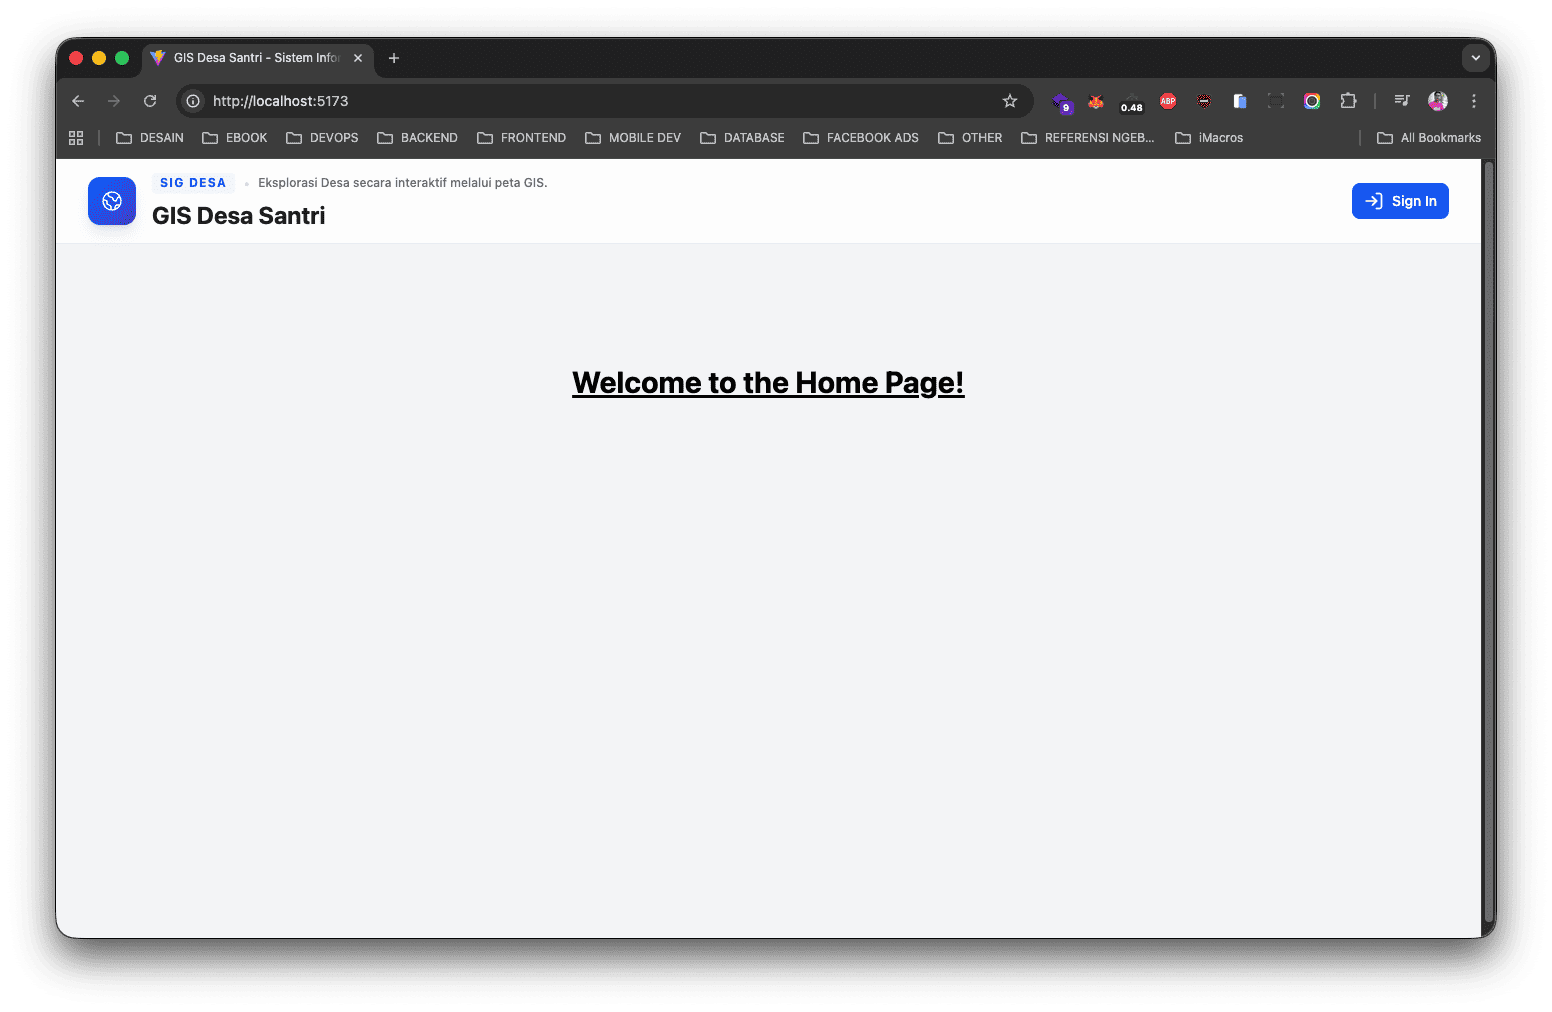 GIS Desa Santri - Sistem Infor
http://localhost:5173
9
0.48
ABP
DESAIN
EBOOK
DEVOPS
BACKEND
FRONTEND
MOBILE DEV
DATABASE
FACEBOOK ADS
OTHER
REFERENSI NGEB...
iMacros
All Bookmarks
SIG DESA
Eksplorasi Desa secara interaktif melalui peta GIS.
GIS Desa Santri
Sign In
Welcome to the Home Page!